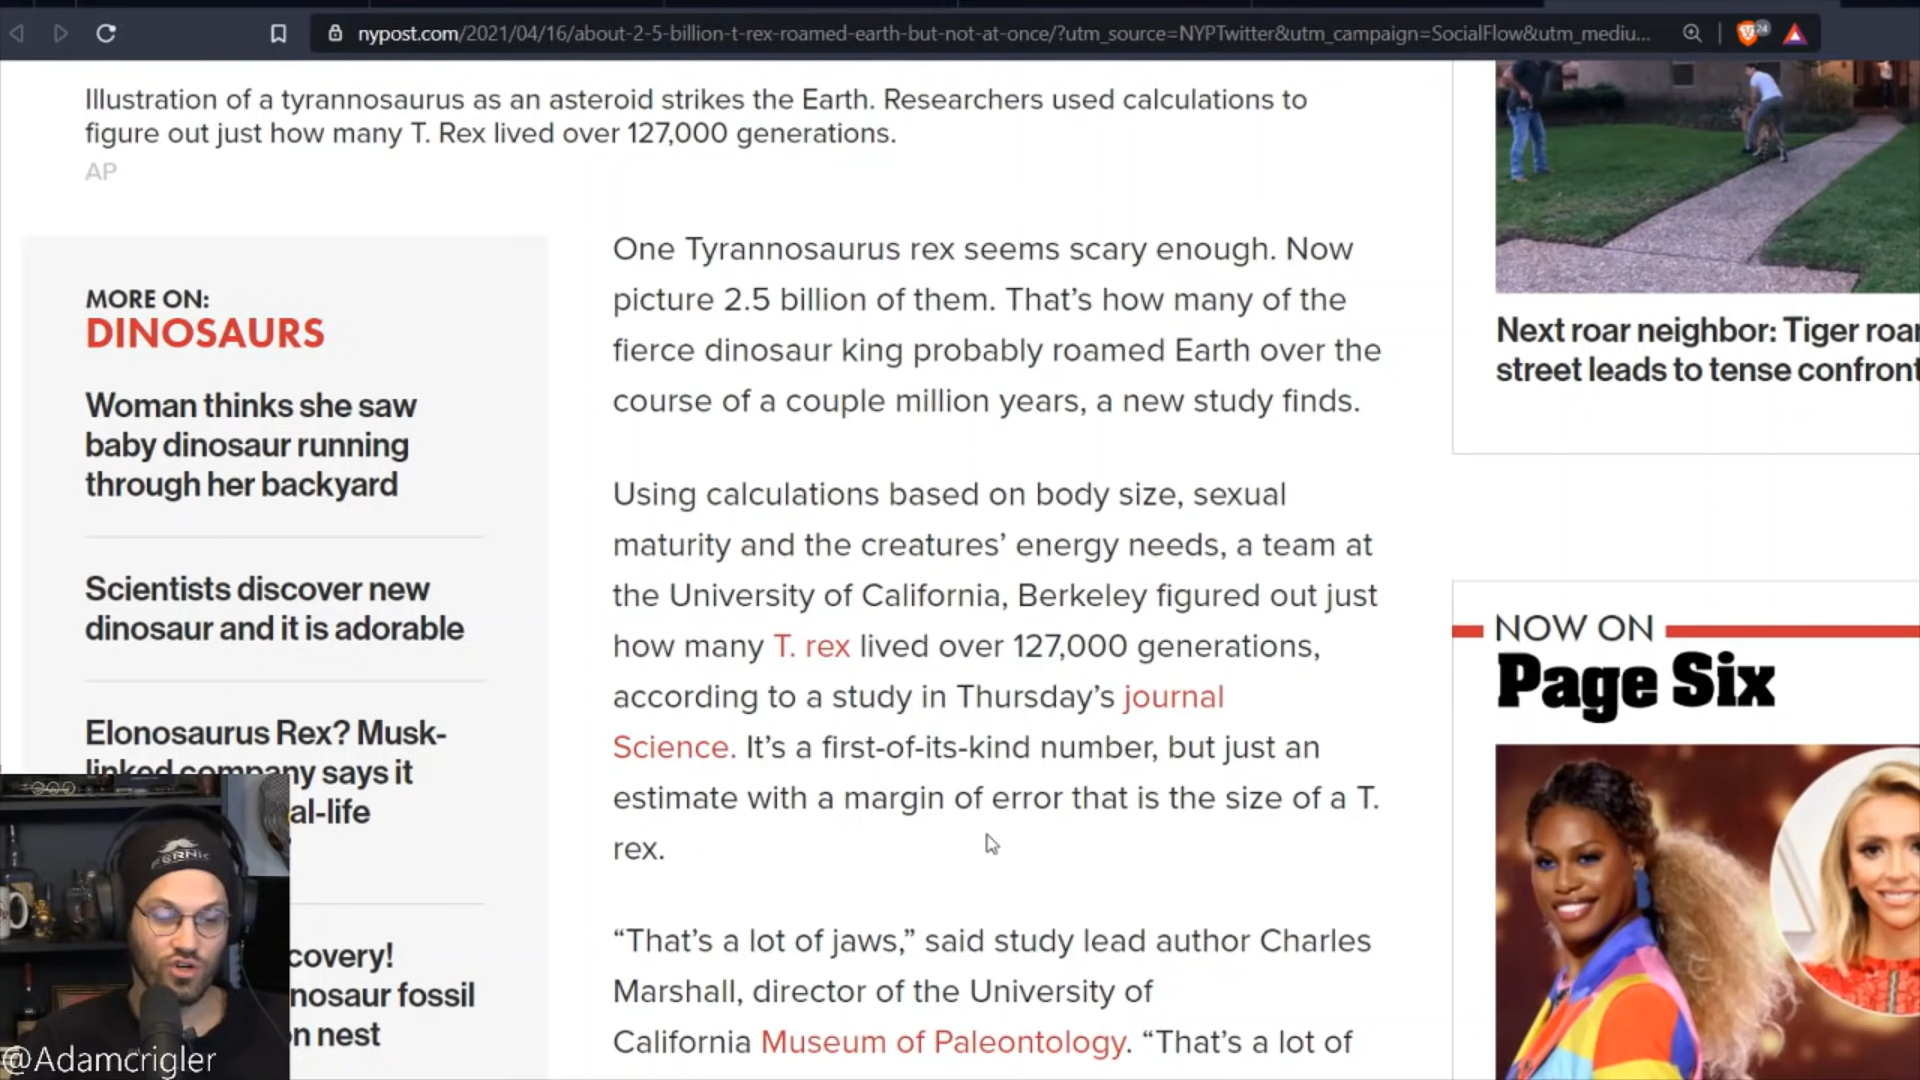 nypost.com/2021/04/16/about-2-5-billion-t-rex-roamed-earth-but-not-at-once/?utm_source=NYPTwitter&utm_campaign=SocialFlow&utm_mediu...
24
Illustration of a tyrannosaurus as an asteroid strikes the Earth. Researchers used calculations to
figure out just how many T. Rex lived over 127,000 generations.
AP
MORE ON:
DINOSAURS
Woman thinks she saw
baby dinosaur running
through her backyard
Scientists discover new
dinosaur and it is adorable
Elonosaurus Rex? Musk-
linked company says it
al-life
covery!
nosaur fossil
on nest
One Tyrannosaurus rex seems scary enough. Now
picture 2.5 billion of them. That’s how many of the
fierce dinosaur king probably roamed Earth over the
course of a couple million years, a new study finds.
Using calculations based on body size, sexual
maturity and the creatures’ energy needs, a team at
the University of California, Berkeley figured out just
how many T. rex lived over 127,000 generations,
according to a study in Thursday’s journal
Science. It’s a first-of-its-kind number, but just an
estimate with a margin of error that is the size of a T.
rex.
“That’s a lot of jaws,” said study lead author Charles
Marshall, director of the University of
California Museum of Paleontology. “That’s a lot of
Next roar neighbor: Tiger roa
street leads to tense confront
NOW ON
Page Six
@Adamcrigler